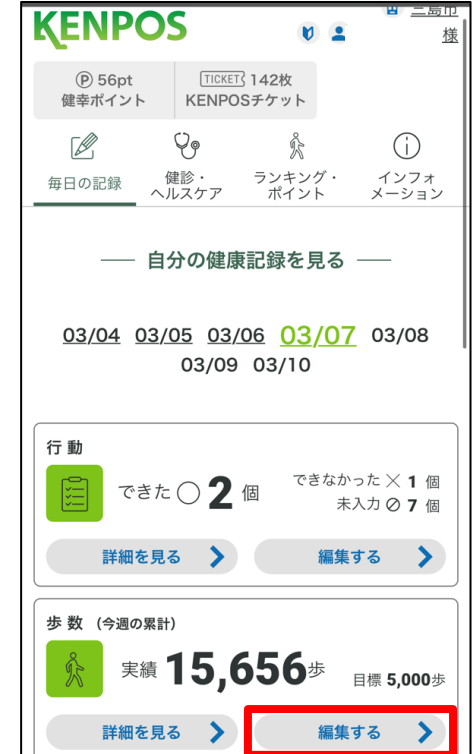 三島市
KENPOS
様
P 56pt
健幸ポイント
TICKET 142枚
KENPOSチケット
毎日の記録
健診・
ヘルスケア
ランキング・
ポイント
インフォ
メーション
自分の健康記録を見る
03/04 03/05 03/06 03/07 03/08
03/09 03/10
行動
できた ○ 2 個
できなかった × 1 個
未入力 ⊘ 7 個
詳細を見る
編集する
歩数 (今週の累計)
実績 15,656歩
目標 5,000歩
詳細を見る
編集する